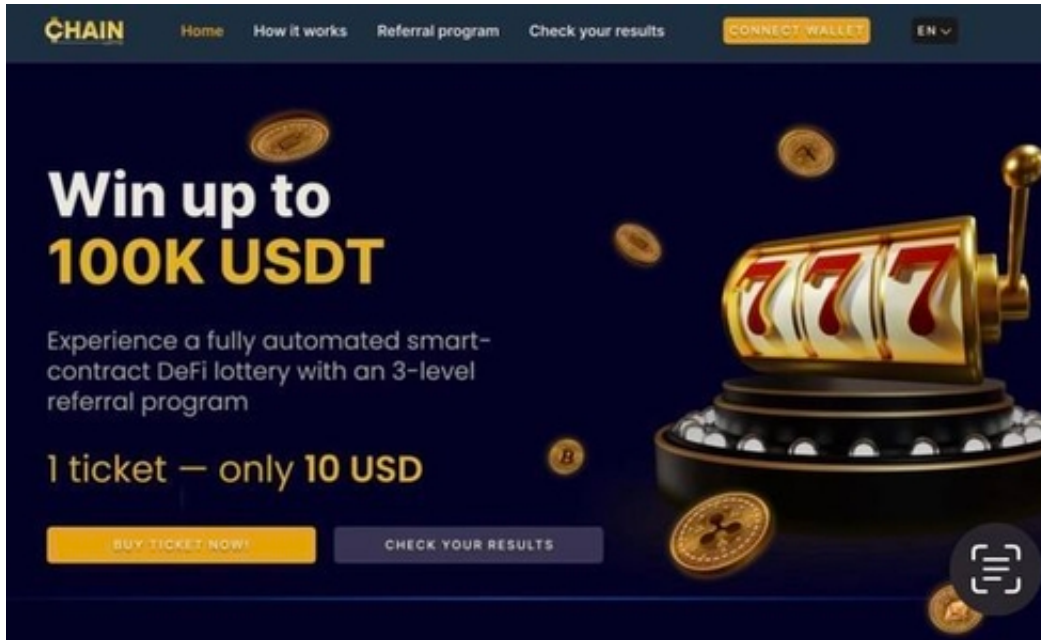 CHAIN
Home
How it works
Referral program
Check your results
CONNECT WALLET
EN
Win up to
100K USDT
Experience a fully automated smart-
contract DeFi lottery with an 3-level
referral program
1 ticket — only 10 USD
BUY TICKET NOW!
CHECK YOUR RESULTS
777